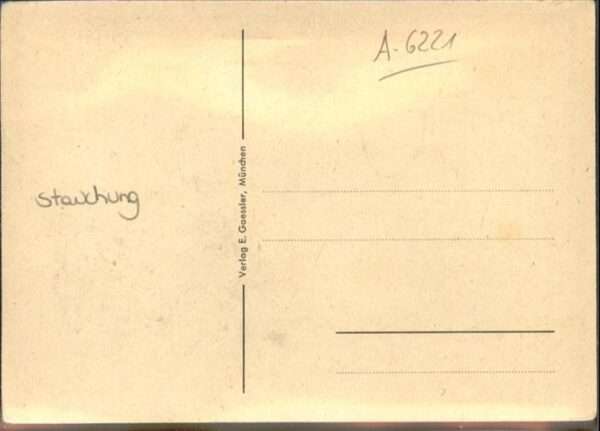 A-6221
Stauchung
Verlag E. Gaessler, München